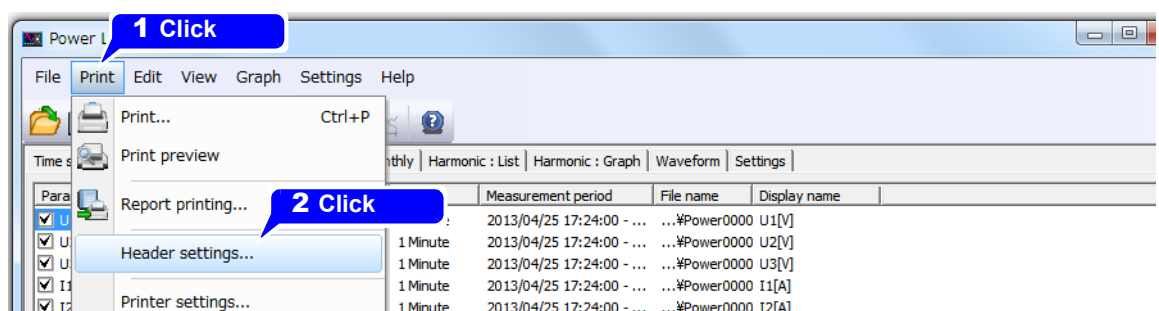 1 Click
Power L
File Print Edit View Graph Settings Help
Print... Ctrl+P
Print preview
Time s nthly Harmonic : List Harmonic : Graph Waveform Settings
Para Measurement period File name Display name
Report printing... 2 Click
U 2013/04/25 17:24:00 - ... ...¥Power0000 U1[V]
U 1 Minute 2013/04/25 17:24:00 - ... ...¥Power0000 U2[V]
Header settings...
U 1 Minute 2013/04/25 17:24:00 - ... ...¥Power0000 U3[V]
I1 1 Minute 2013/04/25 17:24:00 - ... ...¥Power0000 I1[A]
Printer settings...
I2 1 Minute 2013/04/25 17:24:00 - ... ...¥Power0000 I2[A]